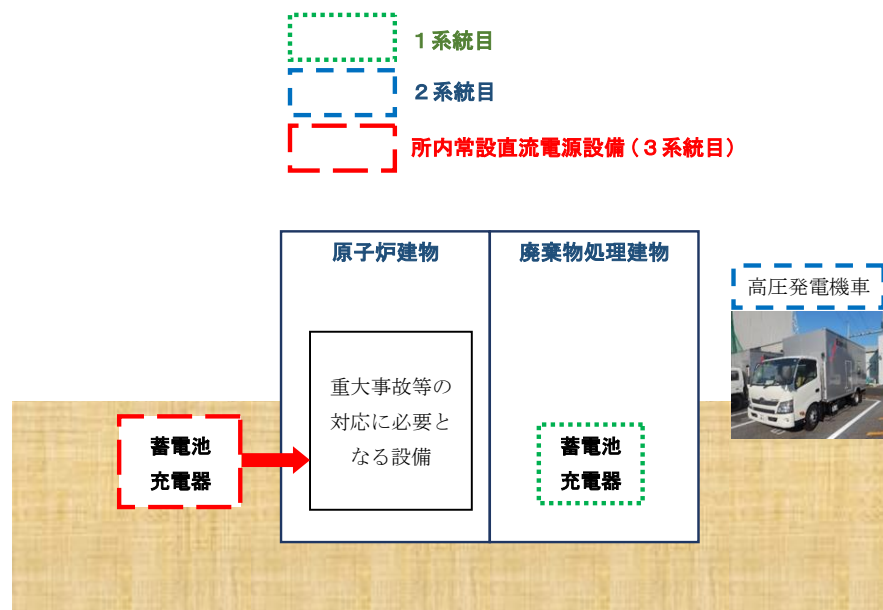 １系統目
２系統目
所内常設直流電源設備（３系統目）
原子炉建物
廃棄物処理建物
高圧発電機車
重大事故等の
対応に必要と
なる設備
蓄電池
充電器
蓄電池
充電器